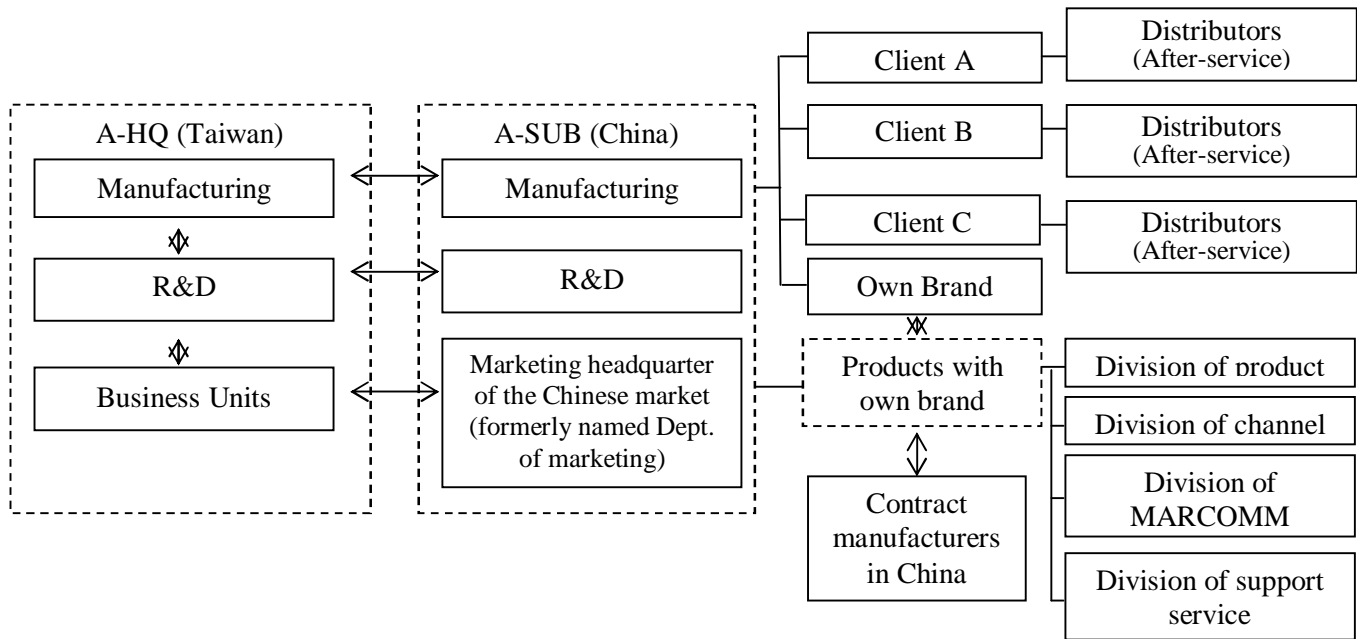 A-HQ (Taiwan)
Manufacturing
R&D
Business Units
A-SUB (China)
Manufacturing
R&D
Marketing headquarter
of the Chinese market
(formerly named Dept.
of marketing)
Client A
Client B
Client C
Own Brand
Products with
own brand
Contract
manufacturers
in China
Distributors
(After-service)
Distributors
(After-service)
Distributors
(After-service)
Division of product
Division of channel
Division of
MARCOMM
Division of support
service